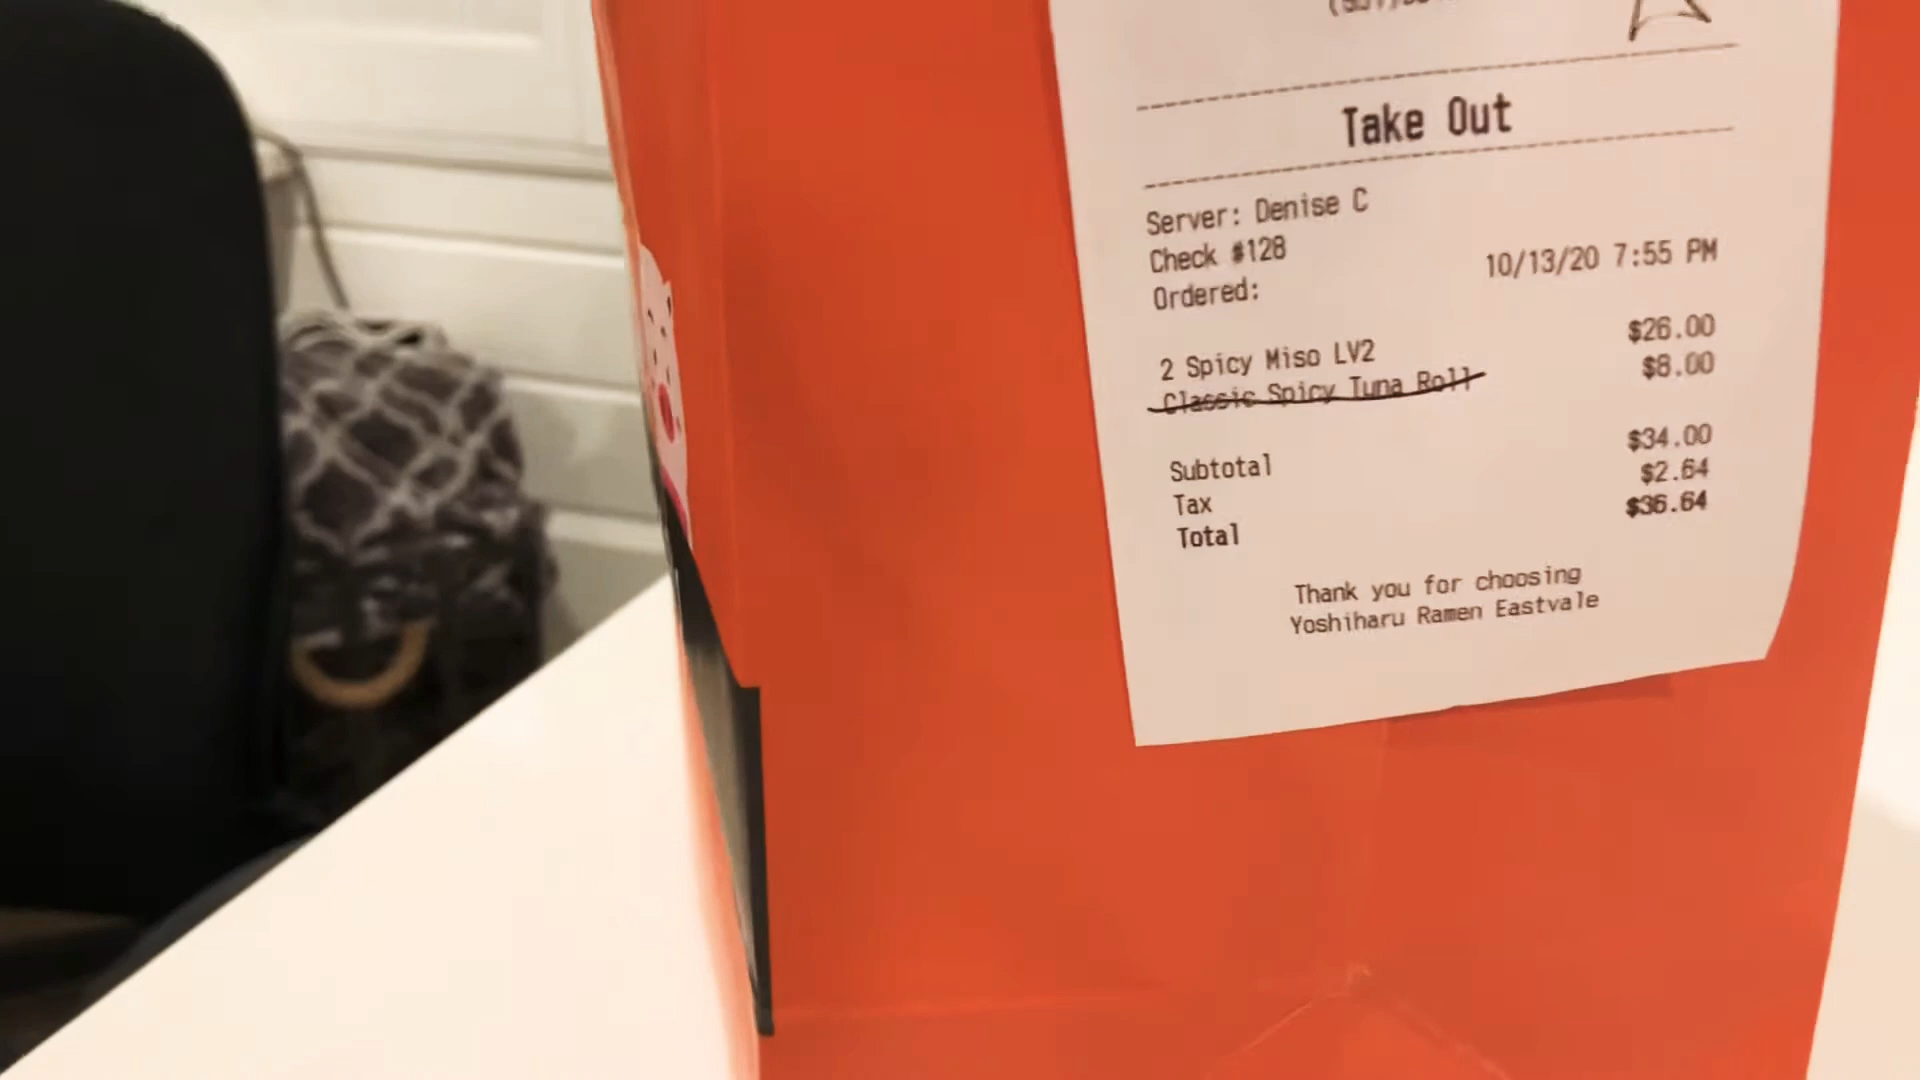 Take Out
Server: Denise C
Check #128
Ordered: 10/13/20 7:55 PM
2 Spicy Miso LV2 $26.00
Classic Spicy Tuna Roll $8.00
Subtotal $34.00
Tax $2.64
Total $36.64
Thank you for choosing
Yoshiharu Ramen Eastvale